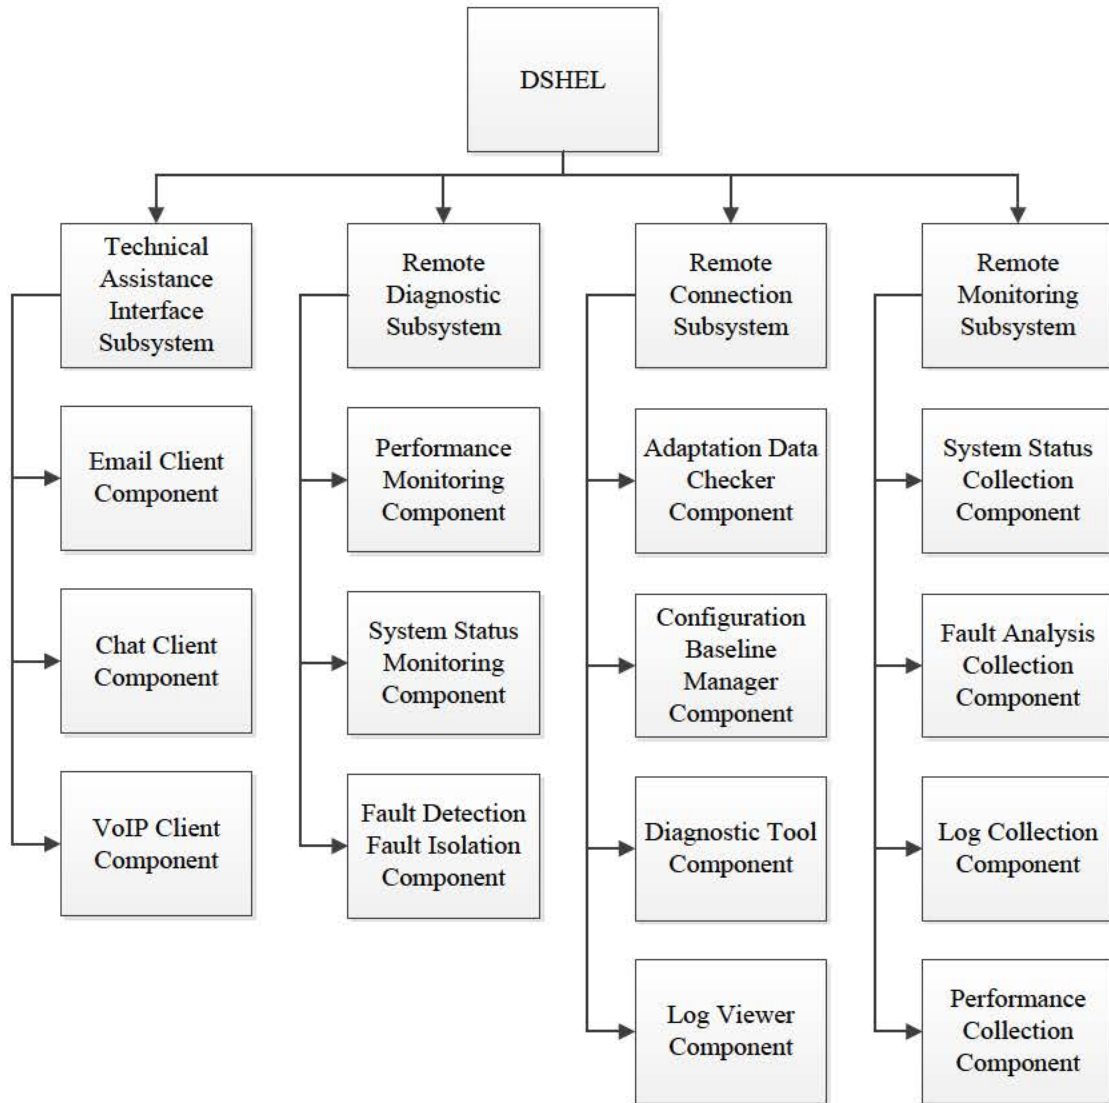 DSHEL
Technical
Assistance
Interface
Subsystem
Remote
Diagnostic
Subsystem
Remote
Connection
Subsystem
Remote
Monitoring
Subsystem
Email Client
Component
Performance
Monitoring
Component
Adaptation Data
Checker
Component
System Status
Collection
Component
Chat Client
Component
System Status
Monitoring
Component
Configuration
Baseline
Manager
Component
Fault Analysis
Collection
Component
VoIP Client
Component
Fault Detection
Fault Isolation
Component
Diagnostic Tool
Component
Log Collection
Component
Log Viewer
Component
Performance
Collection
Component